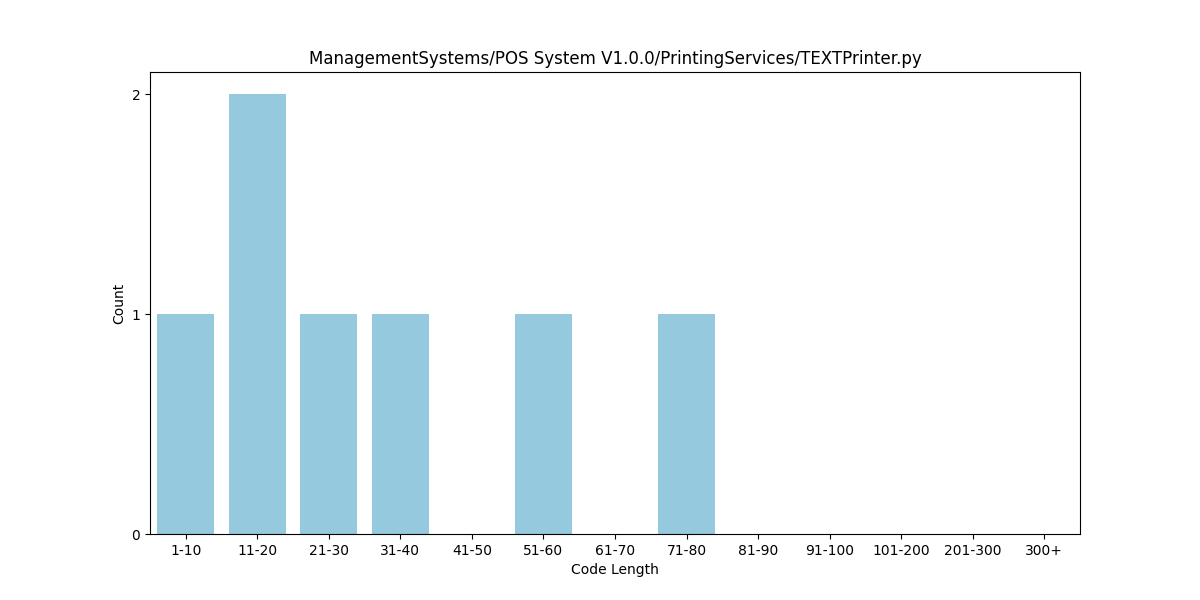 ManagementSystems/POS System V1.0.0/PrintingServices/TEXTPrinter.py
Count
2
1
0
1-10 11-20 21-30 31-40 41-50 51-60 61-70 71-80 81-90 91-100 101-200 201-300 300+
Code Length